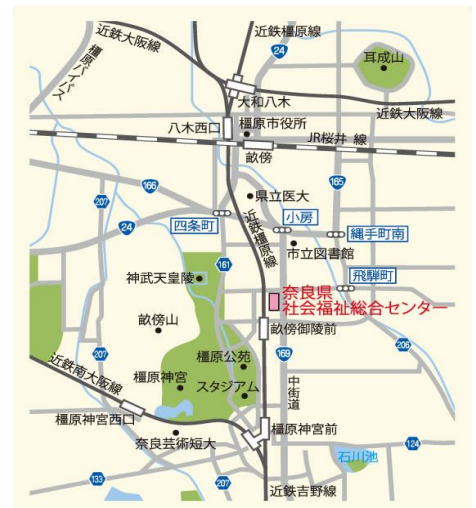 近鉄橿原線
近鉄大阪線
24
耳成山
橿原バイパス
大和八木
近鉄大阪線
八木西口
橿原市役所
JR桜井線
畝傍
166
165
県立医大
207
24
四条町
近鉄橿原線
小房
縄手町南
市立図書館
161
飛騨町
神武天皇陵
奈良県
社会福祉総合センター
畝傍山
畝傍御陵前
206
橿原公苑
169
207
近鉄南大阪線
橿原神宮
スタジアム
中街道
橿原神宮西口
橿原神宮前
奈良芸術短大
124
石川池
133
207
近鉄吉野線